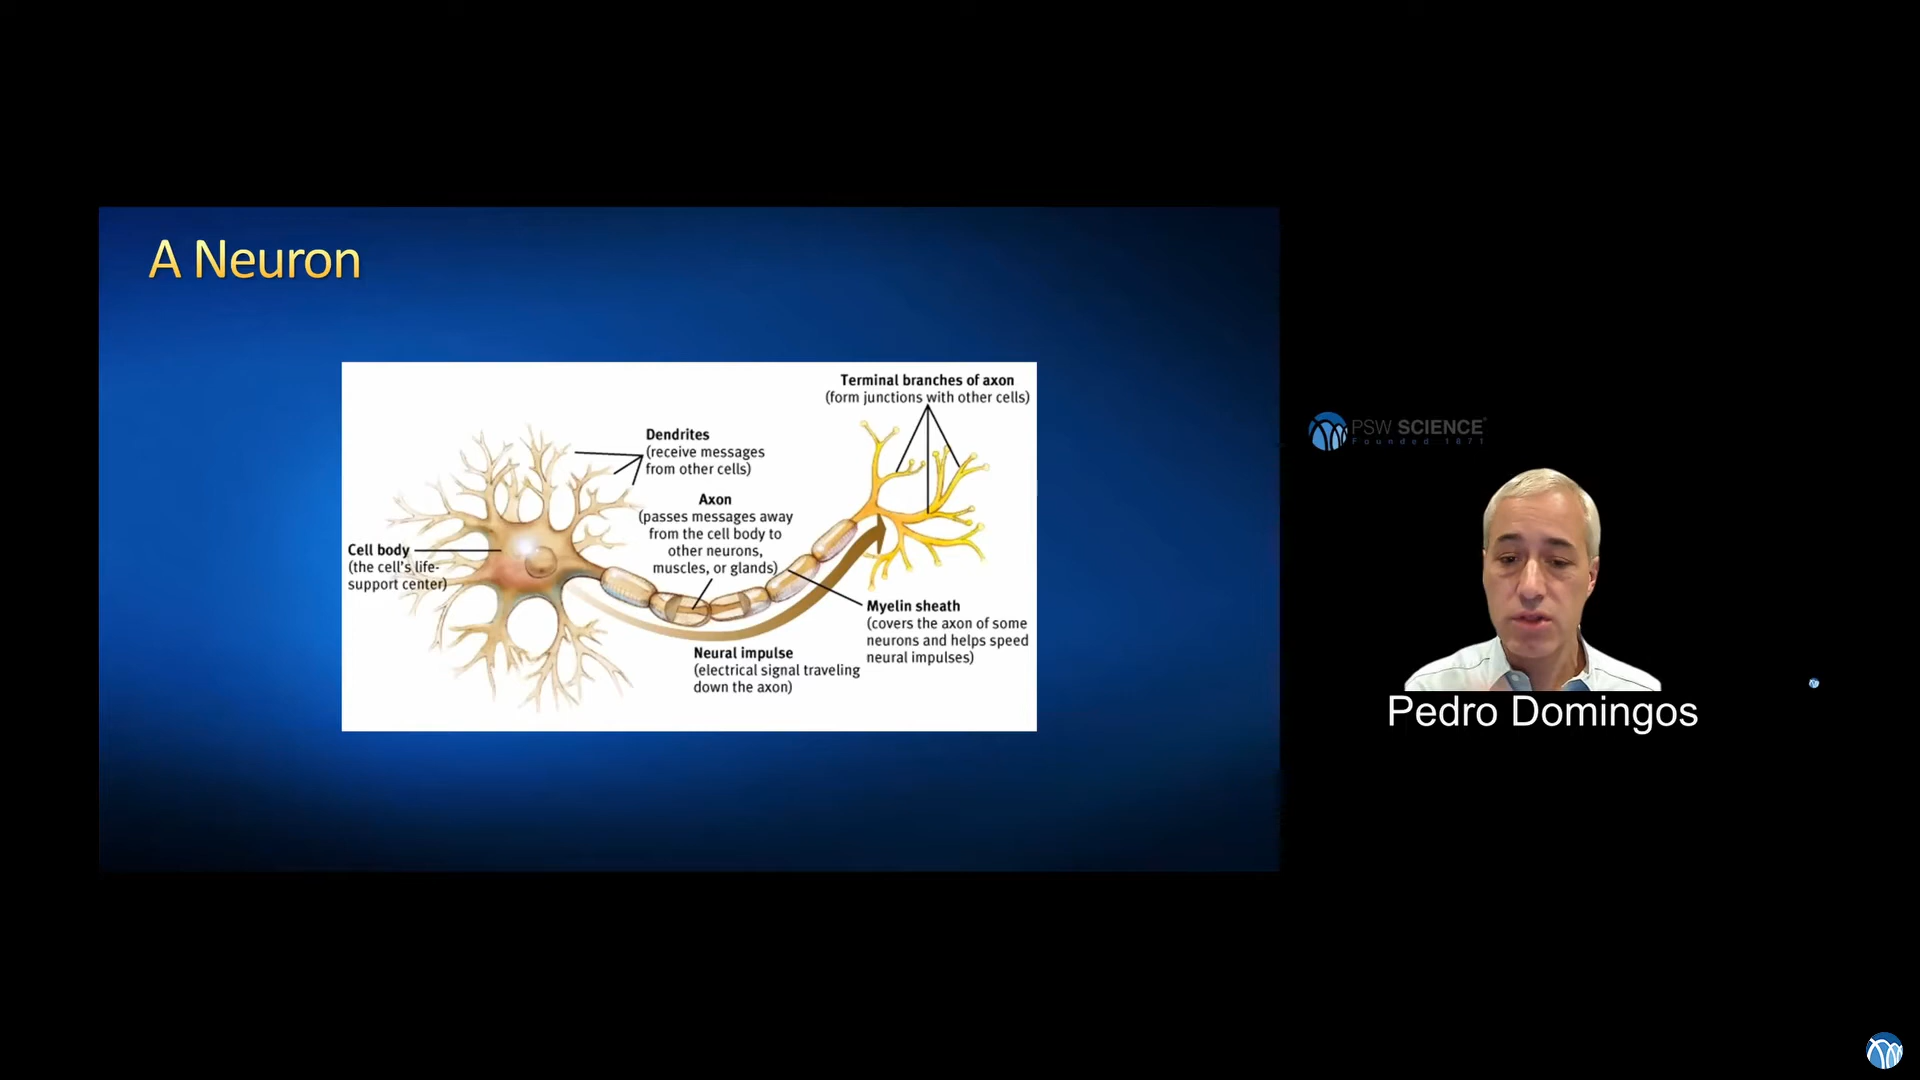 A Neuron
Terminal branches of axon
(form junctions with other cells)
Dendrites
(receive messages
from other cells)
Axon
(passes messages away
from the cell body to
other neurons,
muscles, or glands)
Cell body
(the cell's life-
support center)
Myelin sheath
(covers the axon of some
neurons and helps speed
neural impulses)
Neural impulse
(electrical signal traveling
down the axon)
PSW SCIENCE
Founded 1871
Pedro Domingos